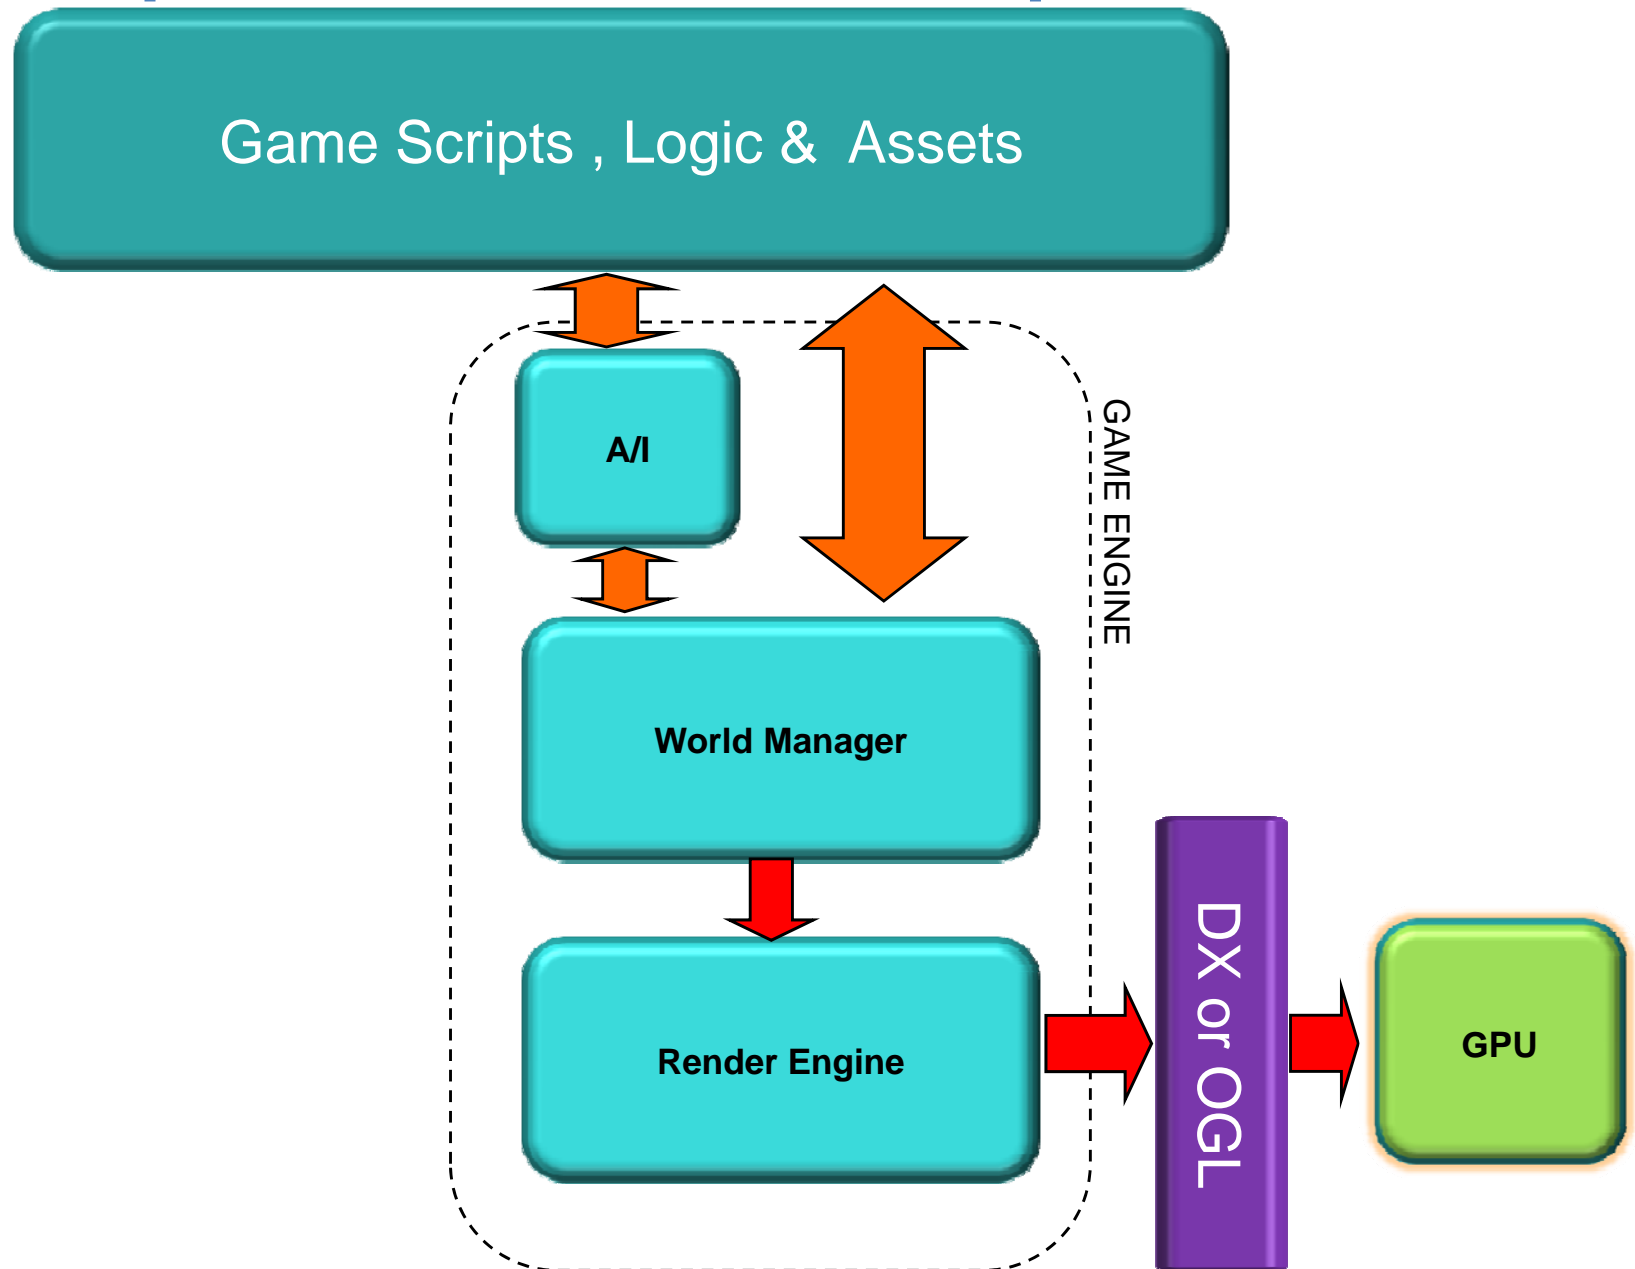 Game Scripts , Logic &  Assets
A/I
GAME ENGINE
World Manager
Render Engine
DX or OGL
GPU